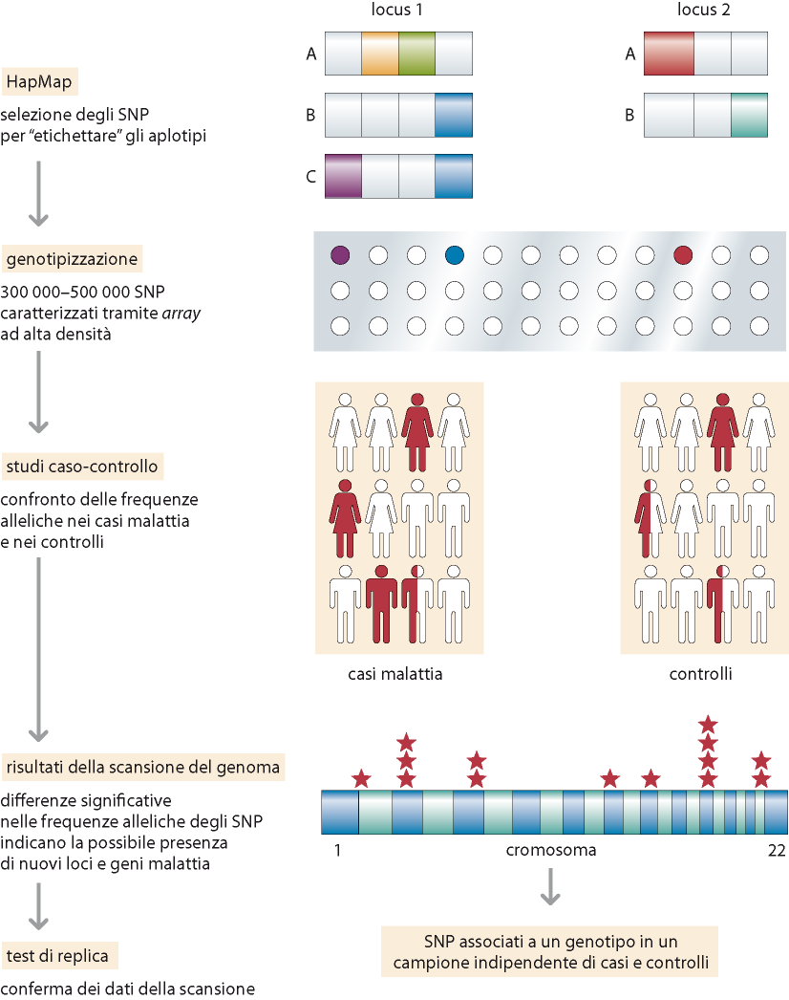 locus 1
locus 2
A
B
C
A
B
HapMap
selezione degli SNP
per “etichettare” gli aplotipi
genotipizzazione
300 000–500 000 SNP
caratterizzati tramite array
ad alta densità
studi caso-controllo
confronto delle frequenze
alleliche nei casi malattia
e nei controlli
casi malattia
controlli
risultati della scansione del genoma
differenze significative
nelle frequenze alleliche degli SNP
indicano la possibile presenza
di nuovi loci e geni malattia
1
cromosoma
22
test di replica
conferma dei dati della scansione
SNP associati a un genotipo in un
campione indipendente di casi e controlli